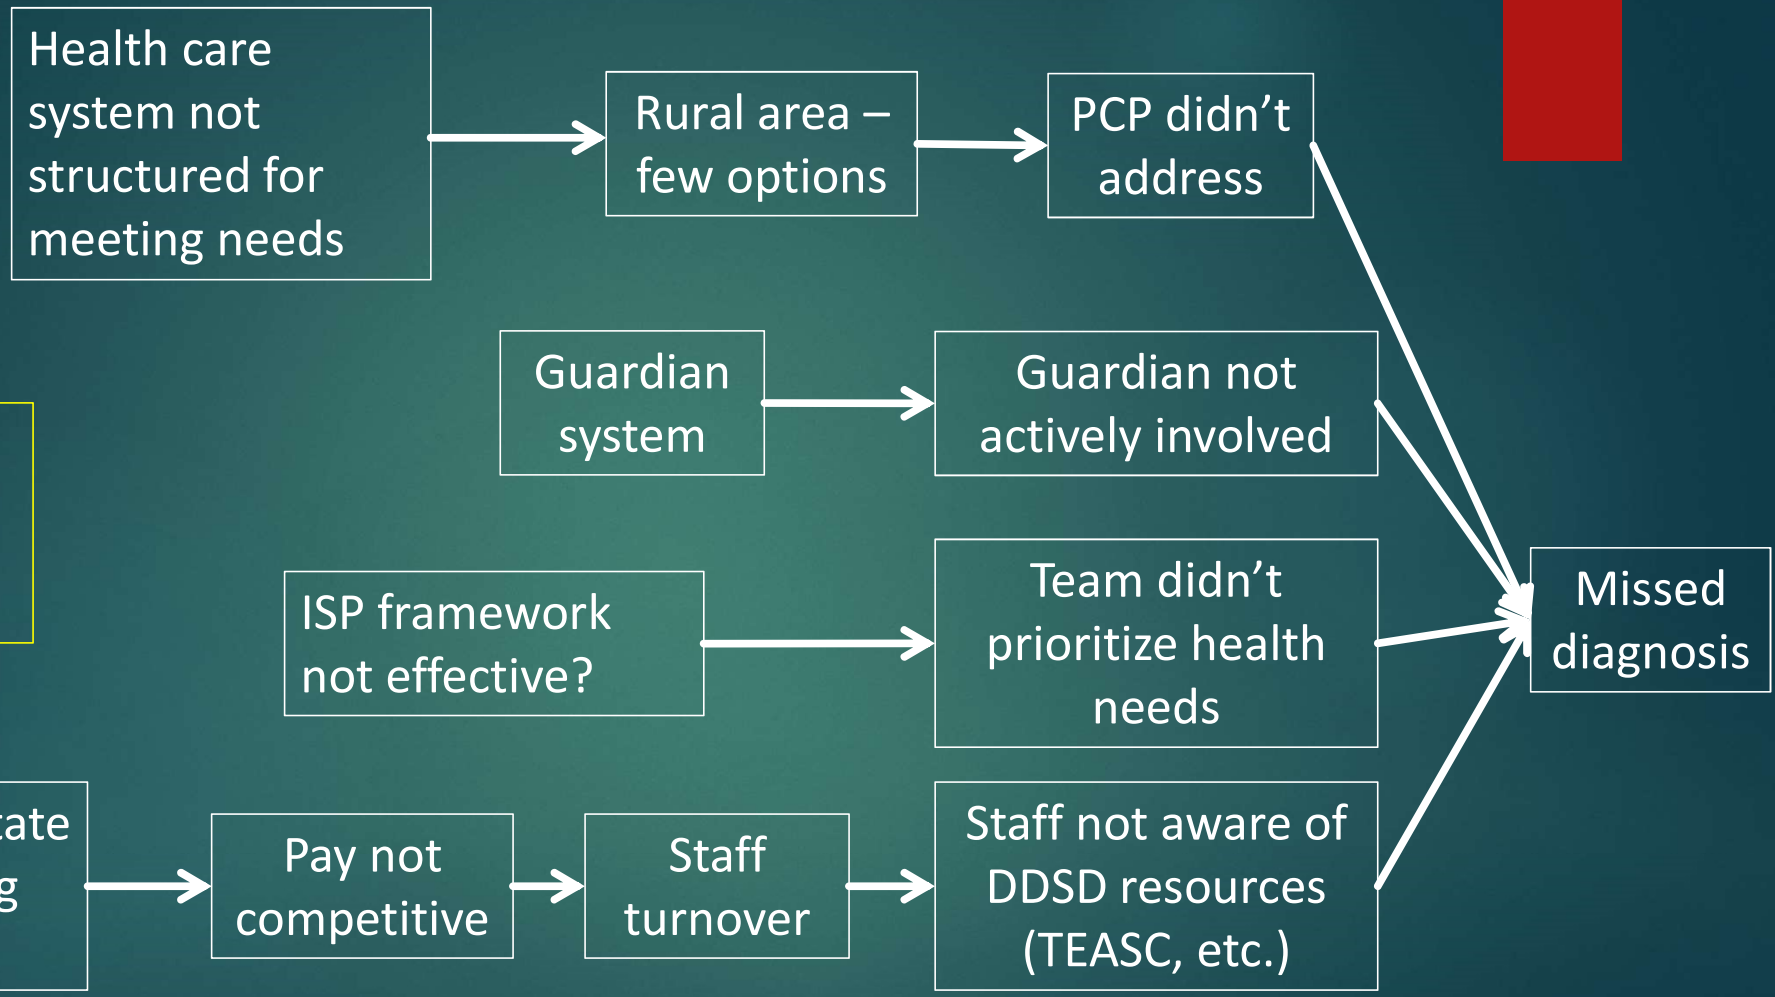 Health care
system not
structured for
meeting needs
Rural area –
few options
PCP didn’t
address
Guardian
system
Guardian not
actively involved
ISP framework
not effective?
Team didn’t
prioritize health
needs
Missed
diagnosis
Pay not
competitive
Staff
turnover
Staff not aware of
DDSD resources
(TEASC, etc.)